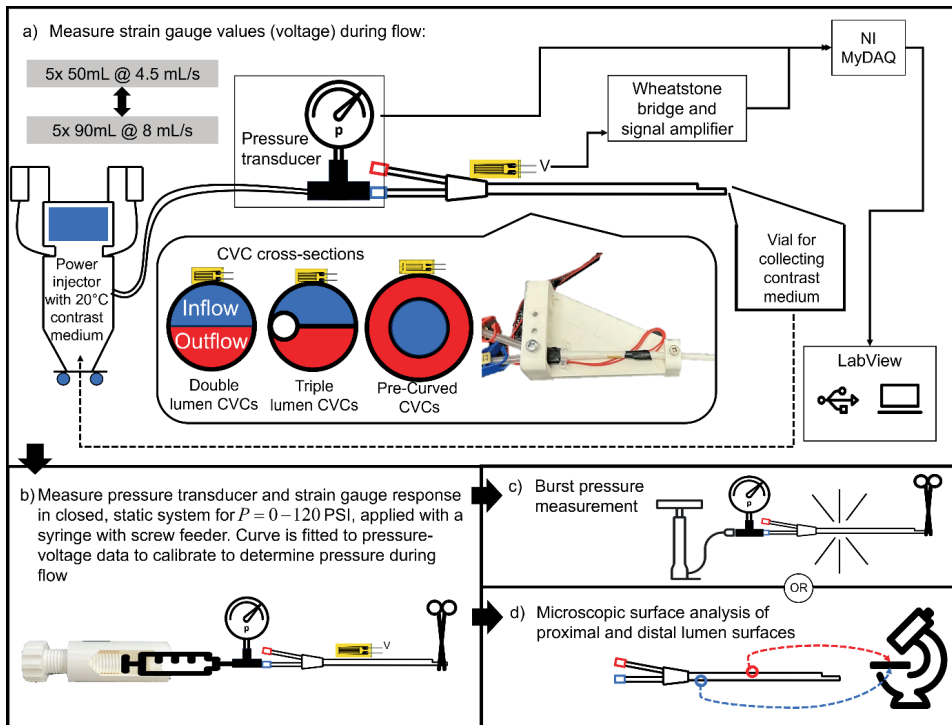 a) Measure strain gauge values (voltage) during flow:
5x 50mL @ 4.5 mL/s
5x 90mL @ 8 mL/s
p
Pressure
transducer
V
Wheatstone
bridge and
signal amplifier
NI
MyDAQ
Power
injector
with 20°C
contrast
medium
CVC cross-sections
Inflow
Outflow
Double
lumen CVCs
Triple
lumen CVCs
Pre-Curved
CVCs
Vial for
collecting
contrast
medium
LabView
b) Measure pressure transducer and strain gauge response
in closed, static system for P = 0−120 PSI, applied with a
syringe with screw feeder. Curve is fitted to pressure-
voltage data to calibrate to determine pressure during
flow
p
V
c) Burst pressure
measurement
p
OR
d) Microscopic surface analysis of
proximal and distal lumen surfaces